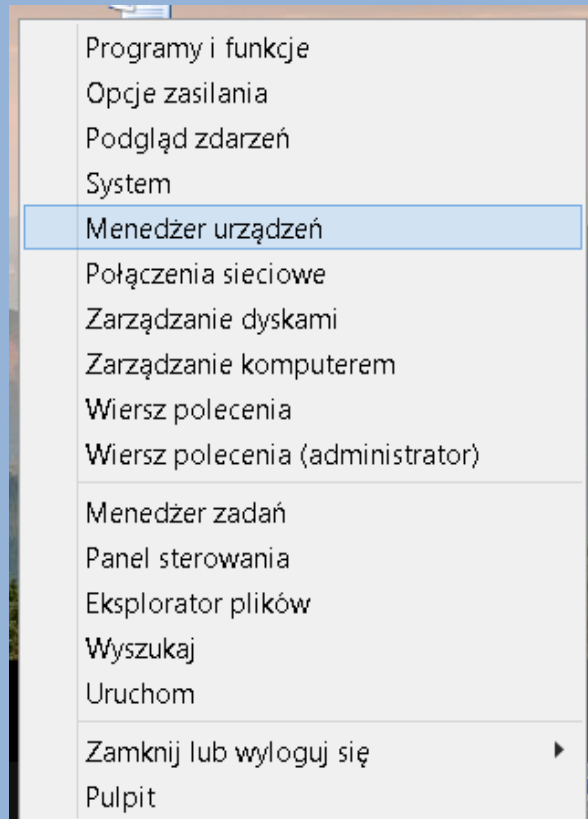 Programy i funkcje
Opcje zasilania
Podgląd zdarzeń
System
Menedżer urządzeń
Połączenia sieciowe
Zarządzanie dyskami
Zarządzanie komputerem
Wiersz polecenia
Wiersz polecenia (administrator)
Menedżer zadań
Panel sterowania
Eksplorator plików
Wyszukaj
Uruchom
Zamknij lub wyloguj się
Pulpit